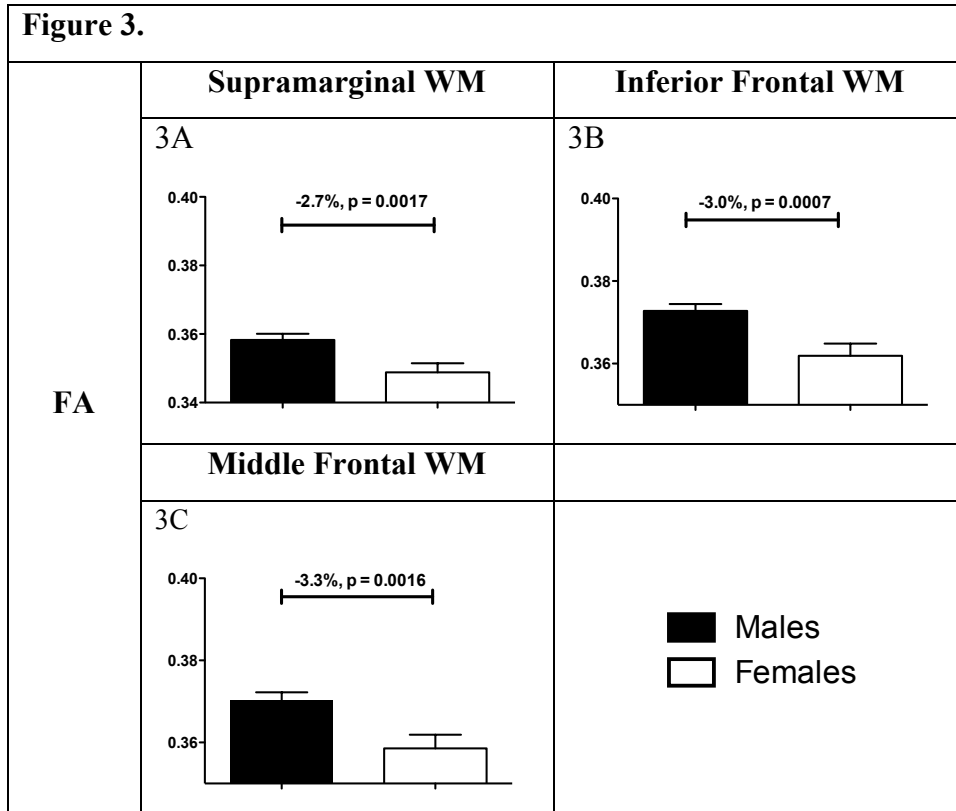 Figure 3.
Supramarginal WM
Inferior Frontal WM
FA
3A
0.40
0.38
0.36
0.34
-2.7%, p = 0.0017
3B
0.40
0.38
0.36
-3.0%, p = 0.0007
Middle Frontal WM
3C
0.40
0.38
0.36
-3.3%, p = 0.0016
Males
Females